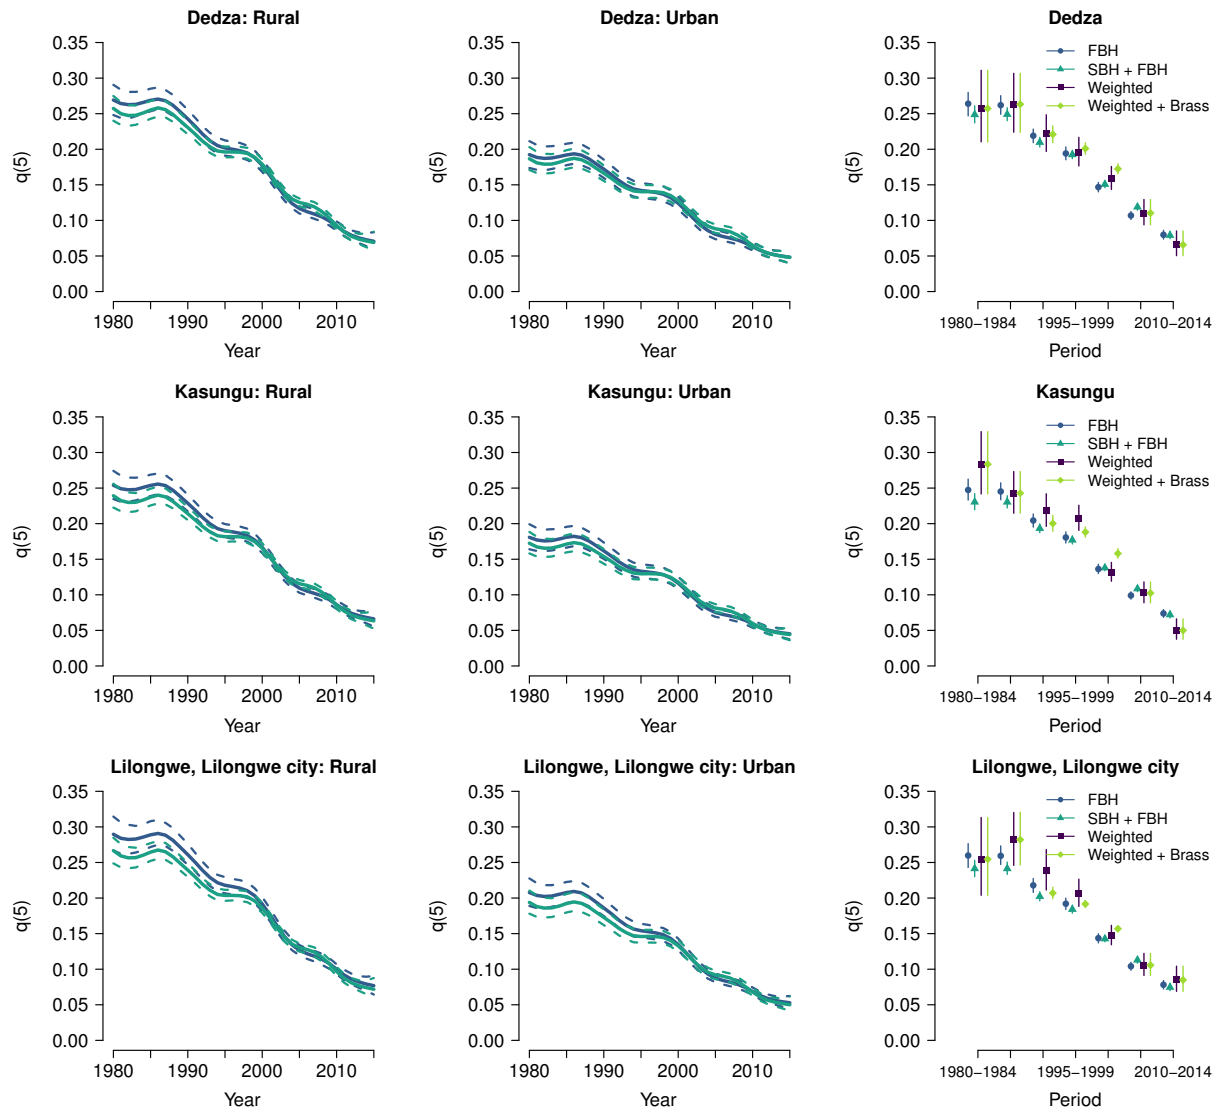 Dedza: Rural
q(5)
0.35
0.30
0.25
0.20
0.15
0.10
0.05
0.00
1980 1990 2000 2010
Year
Dedza: Urban
q(5)
0.35
0.30
0.25
0.20
0.15
0.10
0.05
0.00
1980 1990 2000 2010
Year
Dedza
q(5)
0.35
0.30
0.25
0.20
0.15
0.10
0.05
0.00
FBH
SBH + FBH
Weighted
Weighted + Brass
1980−1984 1995−1999 2010−2014
Period
Kasungu: Rural
q(5)
0.35
0.30
0.25
0.20
0.15
0.10
0.05
0.00
1980 1990 2000 2010
Year
Kasungu: Urban
q(5)
0.35
0.30
0.25
0.20
0.15
0.10
0.05
0.00
1980 1990 2000 2010
Year
Kasungu
q(5)
0.35
0.30
0.25
0.20
0.15
0.10
0.05
0.00
FBH
SBH + FBH
Weighted
Weighted + Brass
1980−1984 1995−1999 2010−2014
Period
Lilongwe, Lilongwe city: Rural
q(5)
0.35
0.30
0.25
0.20
0.15
0.10
0.05
0.00
1980 1990 2000 2010
Year
Lilongwe, Lilongwe city: Urban
q(5)
0.35
0.30
0.25
0.20
0.15
0.10
0.05
0.00
1980 1990 2000 2010
Year
Lilongwe, Lilongwe city
q(5)
0.35
0.30
0.25
0.20
0.15
0.10
0.05
0.00
FBH
SBH + FBH
Weighted
Weighted + Brass
1980−1984 1995−1999 2010−2014
Period